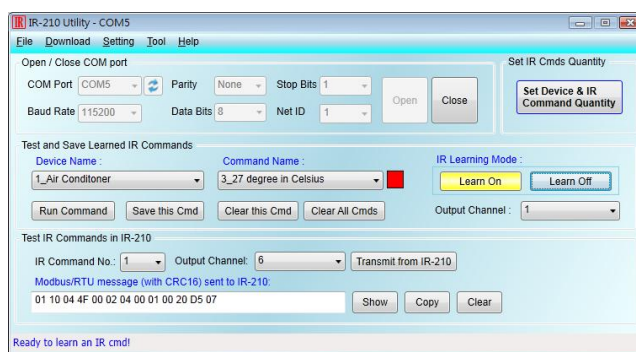 IR IR-210 Utility - COM5
File Download Setting Tool Help
Open / Close COM port
Set IR Cmds Quantity
COM Port COM5 Parity None Stop Bits 1
Open Close
Set Device & IR
Command Quantity
Baud Rate 115200 Data Bits 8 Net ID 1
Test and Save Learned IR Commands
Device Name : Command Name : IR Learning Mode :
1_Air Conditoner 3_27 degree in Celsius Learn On Learn Off
Run Command Save this Cmd Clear this Cmd Clear All Cmds Output Channel : 1
Test IR Commands in IR-210
IR Command No.: 1 Output Channel: 6 Transmit from IR-210
Modbus/RTU message (with CRC16) sent to IR-210:
01 10 04 4F 00 02 04 00 01 00 20 D5 07 Show Copy Clear
Ready to learn an IR cmd!